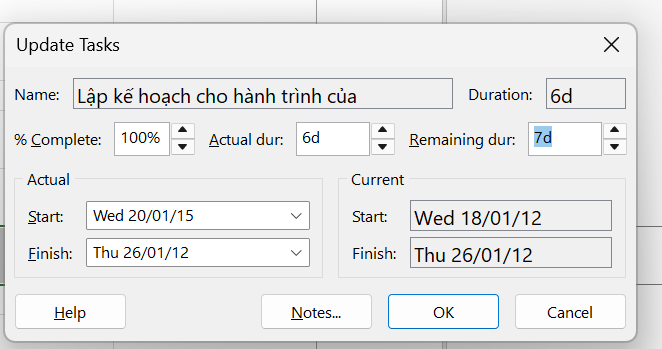 Update Tasks
Name: Lập kế hoạch cho hành trình của Duration: 6d
% Complete: 100% Actual dur: 6d Remaining dur: 7d
Actual
Start: Wed 20/01/15
Finish: Thu 26/01/12
Current
Start: Wed 18/01/12
Finish: Thu 26/01/12
Help Notes... OK Cancel